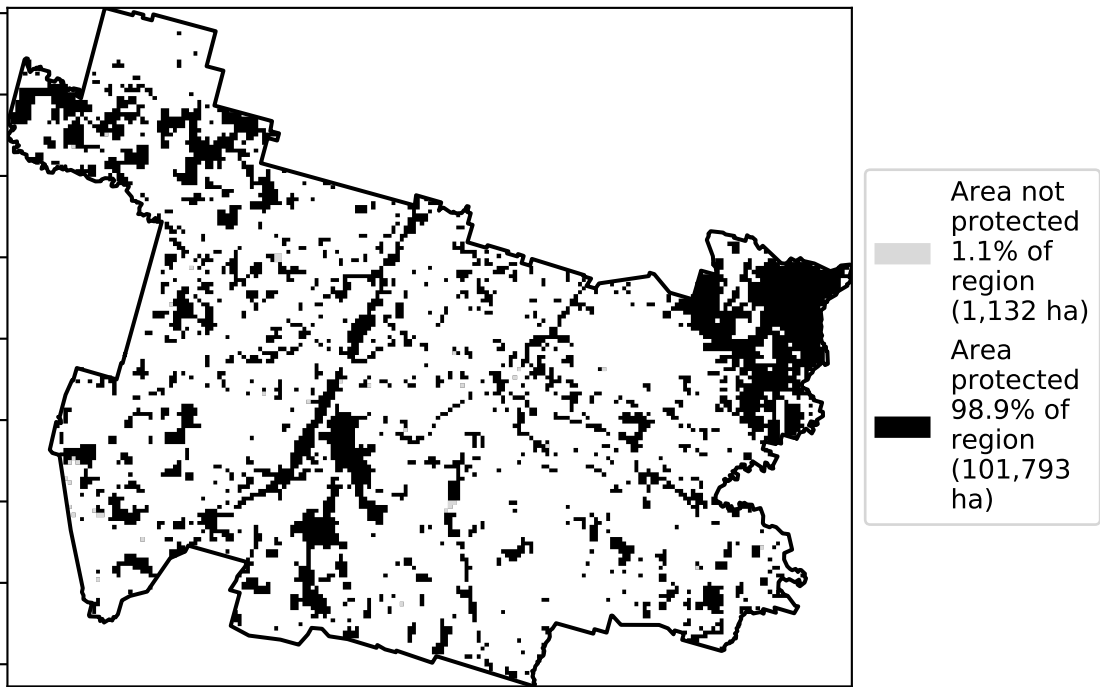 Area not
protected
1.1% of
region
(1,132 ha)
Area
protected
98.9% of
region
(101,793
ha)